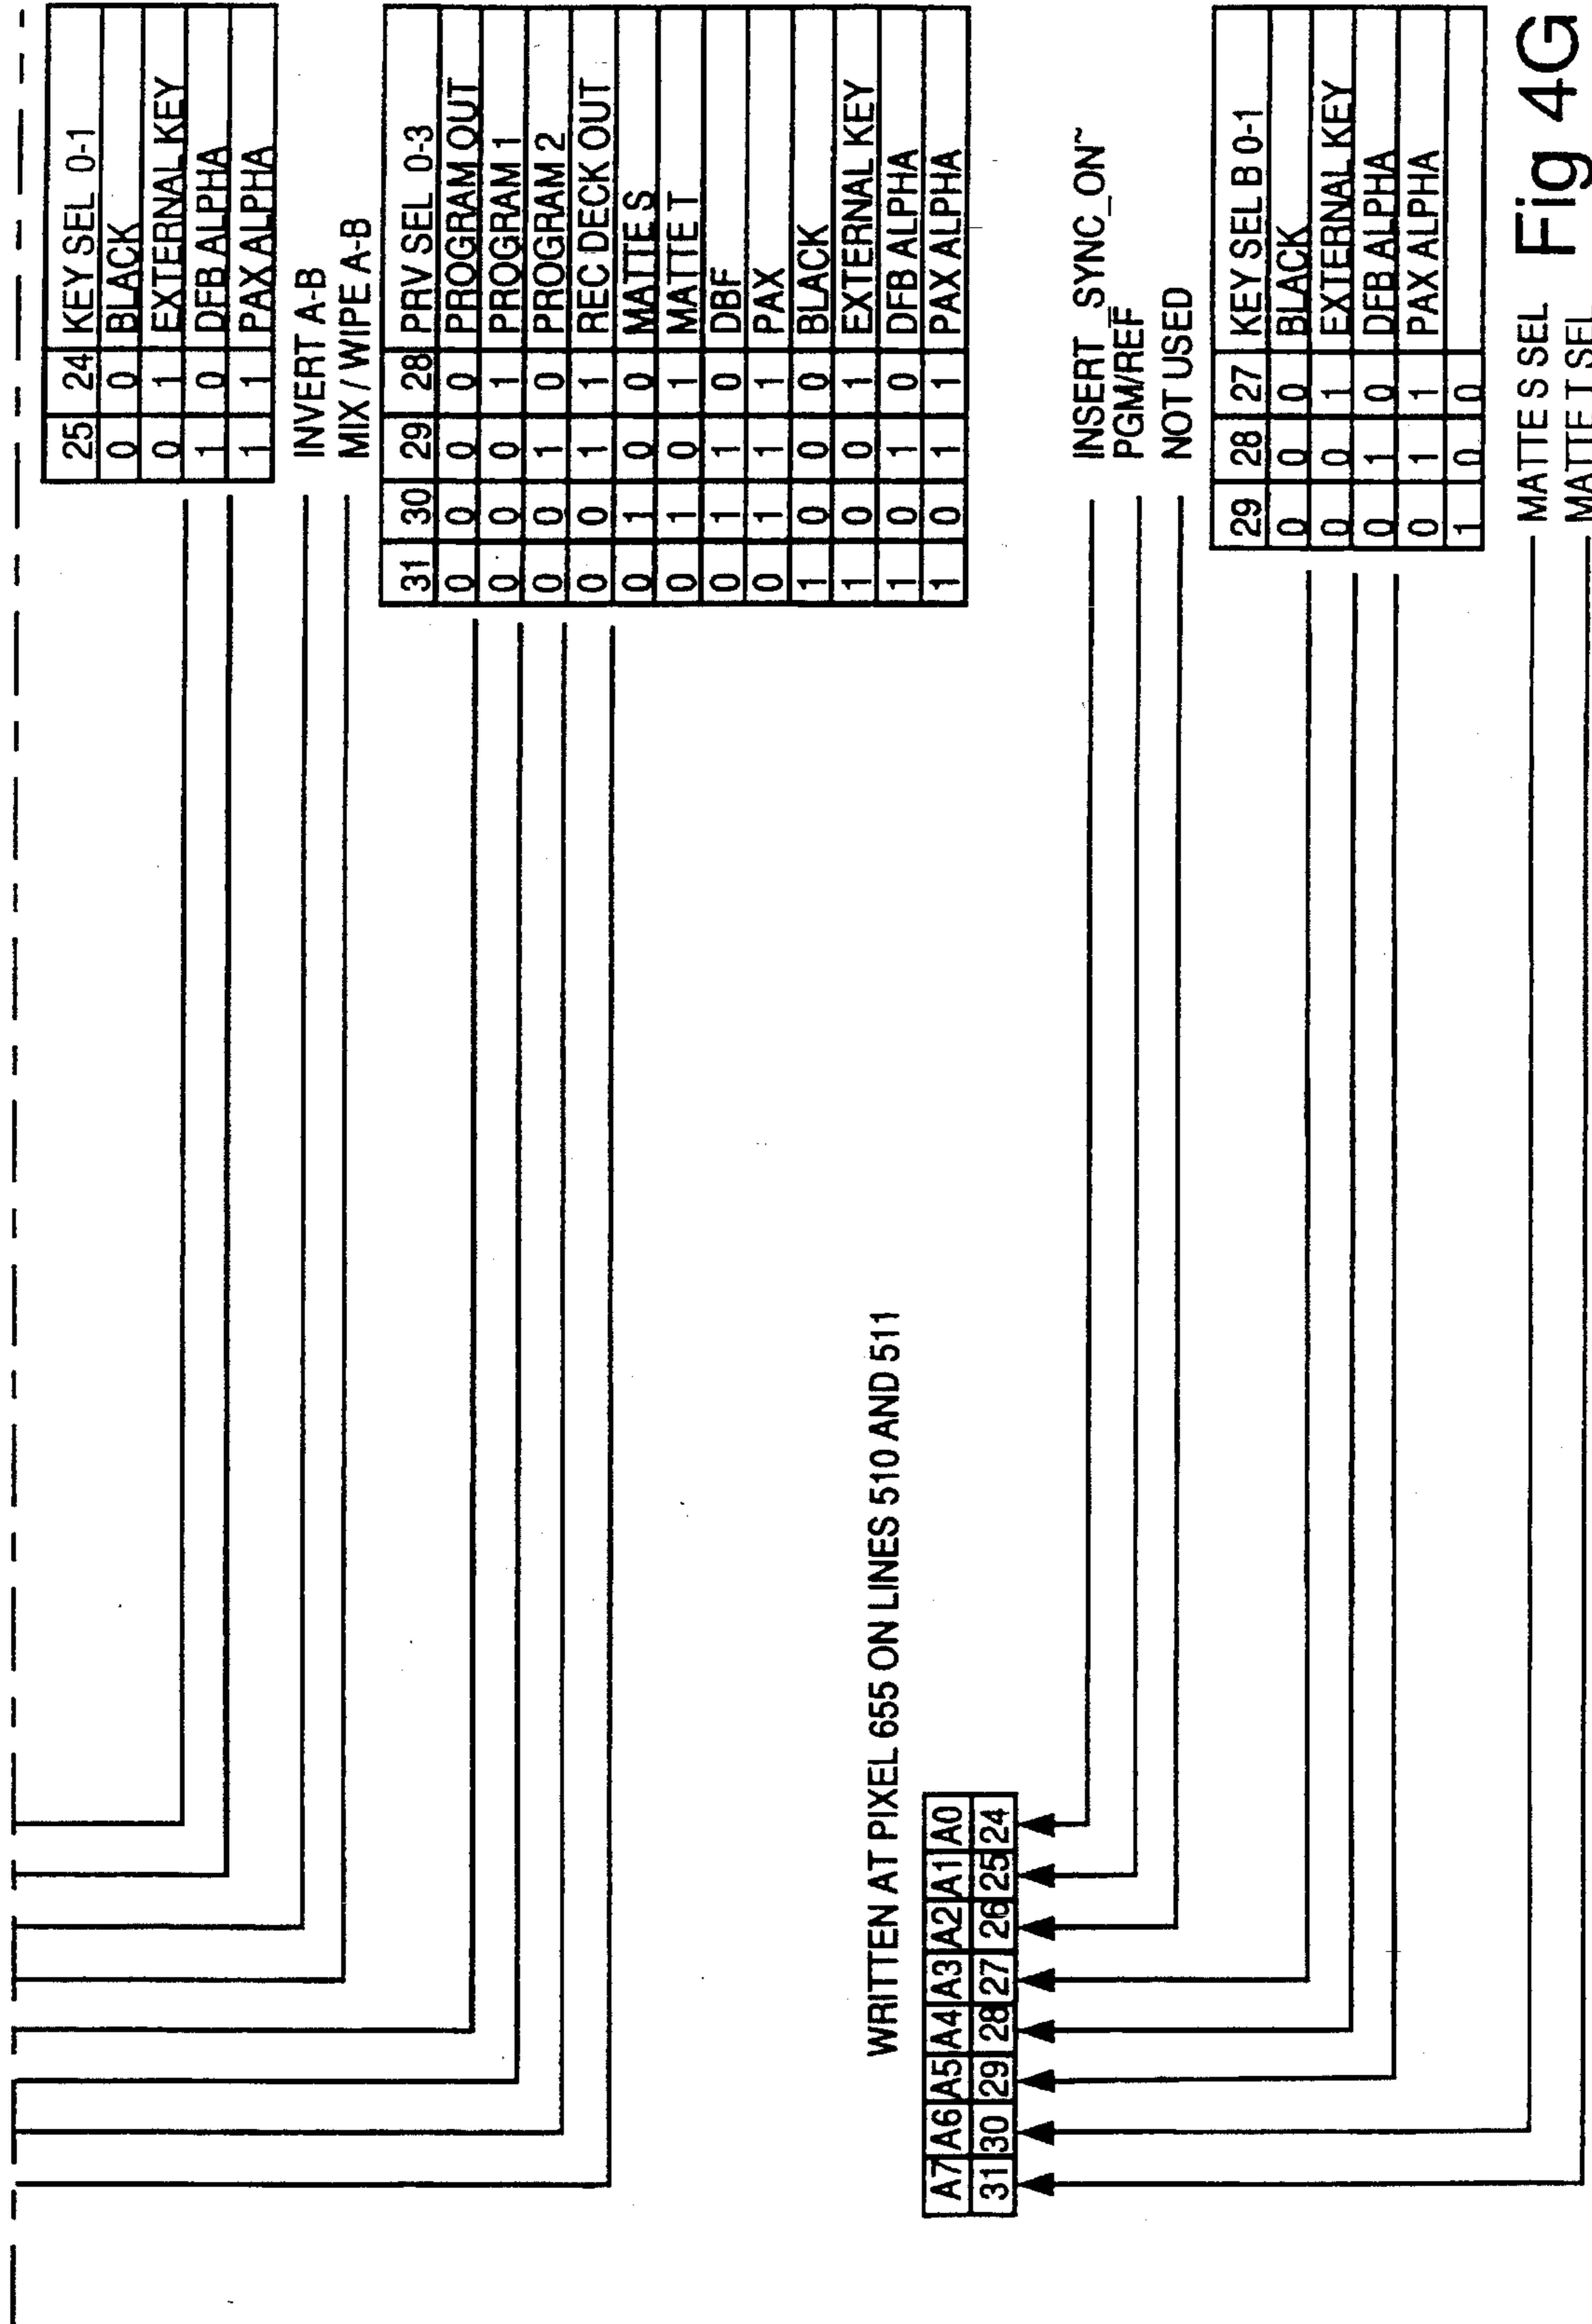 25 24 KEY SEL 0-1
0 0 BLACK
0 1 EXTERNAL KEY
1 0 DFB ALPHA
1 1 PAX ALPHA
INVERT A-B
MIX / WIPE A-B
31 30 29 28 PRV SEL 0-3
0 0 0 0 PROGRAM OUT
0 0 0 1 PROGRAM 1
0 0 1 0 PROGRAM 2
0 0 1 1 REC DECK OUT
0 1 0 0 MATTE S
0 1 0 1 MATTE T
0 1 1 0 DBF
0 1 1 1 PAX
1 0 0 0 BLACK
1 0 0 1 EXTERNAL KEY
1 0 1 0 DFB ALPHA
1 0 1 1 PAX ALPHA
WRITTEN AT PIXEL 655 ON LINES 510 AND 511
A7 A6 A5 A4 A3 A2 A1 A0
31 30 29 28 27 26 25 24
INSERT_SYNC_ON~
PGM/REF
NOT USED
29 28 27 KEY SEL B 0-1
0 0 0 BLACK
0 0 1 EXTERNAL KEY
0 1 0 DFB ALPHA
0 1 1 PAX ALPHA
1 0 0
MATTE S SEL
MATTE T SEL
Fig 4G